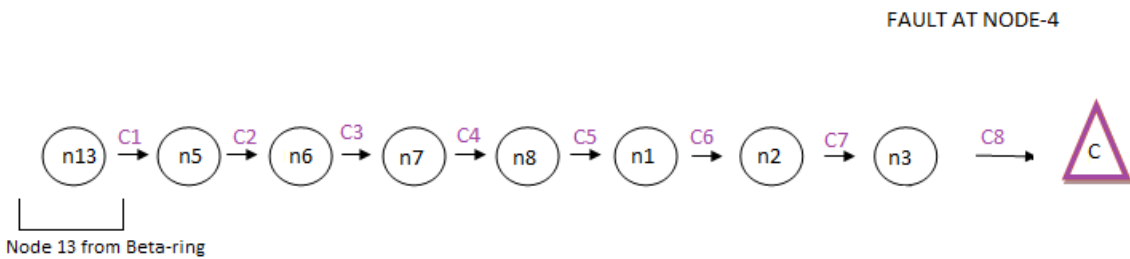 FAULT AT NODE-4
C1 C2 C3 C4 C5 C6 C7 C8
n13 n5 n6 n7 n8 n1 n2 n3 C
Node 13 from Beta-ring